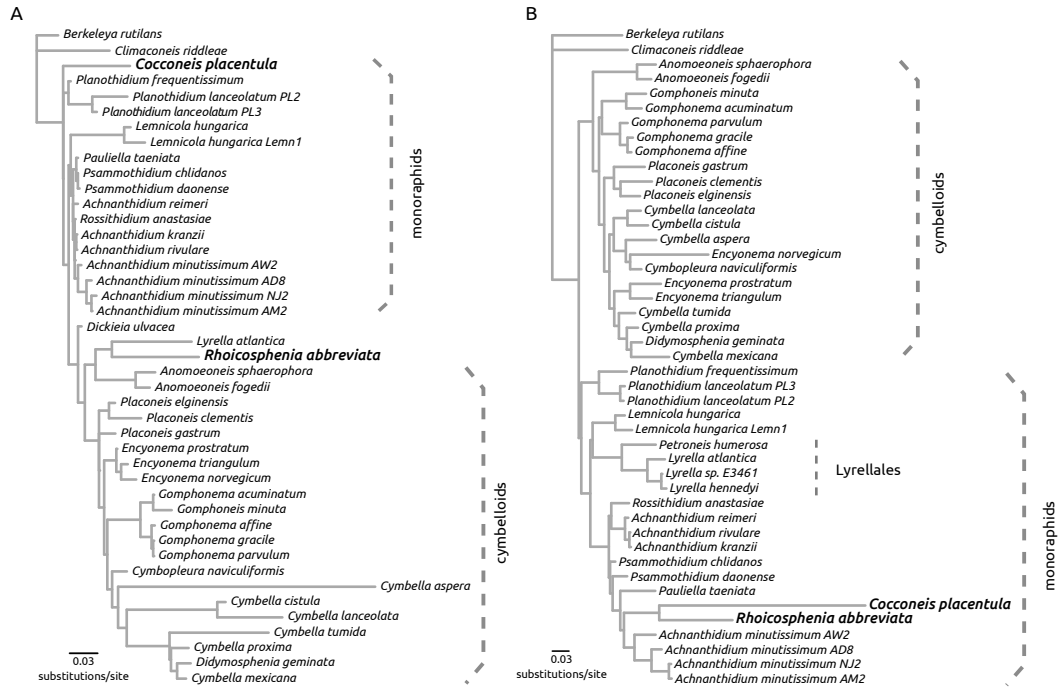 A
Berkeleya rutilans
Climaconeis riddleae
Cocconeis placentula
Planothidium frequentissimum
Planothidium lanceolatum PL2
Planothidium lanceolatum PL3
Lemnicola hungarica
Lemnicola hungarica Lemn1
Pauliella taeniata
Psammothidium chlidanos
Psammothidium daonense
Achnanthidium reimeri
Rossithidium anastasiae
Achnanthidium kranzii
Achnanthidium rivulare
Achnanthidium minutissimum AW2
Achnanthidium minutissimum AD8
Achnanthidium minutissimum NJ2
Achnanthidium minutissimum AM2
Dickieia ulvacea
Lyrella atlantica
Rhoicosphenia abbreviata
Anomoeoneis sphaerophora
Anomoeoneis fogedii
Placoneis elginensis
Placoneis clementis
Placoneis gastrum
Encyonema prostratum
Encyonema triangulum
Encyonema norvegicum
Gomphonema acuminatum
Gomphoneis minuta
Gomphonema affine
Gomphonema gracile
Gomphonema parvulum
Cymbopleura naviculiformis
Cymbella aspera
Cymbella cistula
Cymbella lanceolata
Cymbella tumida
Cymbella proxima
Didymosphenia geminata
Cymbella mexicana
monoraphids
cymbelloids
0.03
substitutions/site
B
Berkeleya rutilans
Climaconeis riddleae
Anomoeoneis sphaerophora
Anomoeoneis fogedii
Gomphoneis minuta
Gomphonema acuminatum
Gomphonema parvulum
Gomphonema gracile
Gomphonema affine
Placoneis gastrum
Placoneis clementis
Placoneis elginensis
Cymbella lanceolata
Cymbella cistula
Cymbella aspera
Encyonema norvegicum
Cymbopleura naviculiformis
Encyonema prostratum
Encyonema triangulum
Cymbella tumida
Cymbella proxima
Didymosphenia geminata
Cymbella mexicana
Planothidium frequentissimum
Planothidium lanceolatum PL3
Planothidium lanceolatum PL2
Lemnicola hungarica
Lemnicola hungarica Lemn1
Petroneis humerosa
Lyrella atlantica
Lyrella sp. E3461
Lyrella hennedyi
Rossithidium anastasiae
Achnanthidium reimeri
Achnanthidium rivulare
Achnanthidium kranzii
Psammothidium chlidanos
Psammothidium daonense
Pauliella taeniata
Cocconeis placentula
Rhoicosphenia abbreviata
Achnanthidium minutissimum AW2
Achnanthidium minutissimum AD8
Achnanthidium minutissimum NJ2
Achnanthidium minutissimum AM2
cymbelloids
Lyrellales
monoraphids
0.03
substitutions/site